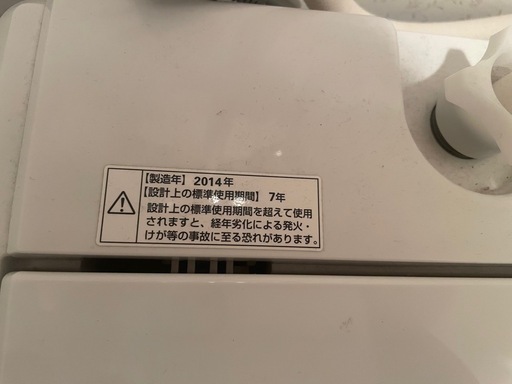 【製造年】2014年
【設計上の標準使用期間】7年
設計上の標準使用期間を超えて使用
されますと、経年劣化による発火・
けが等の事故に至る恐れがあります。